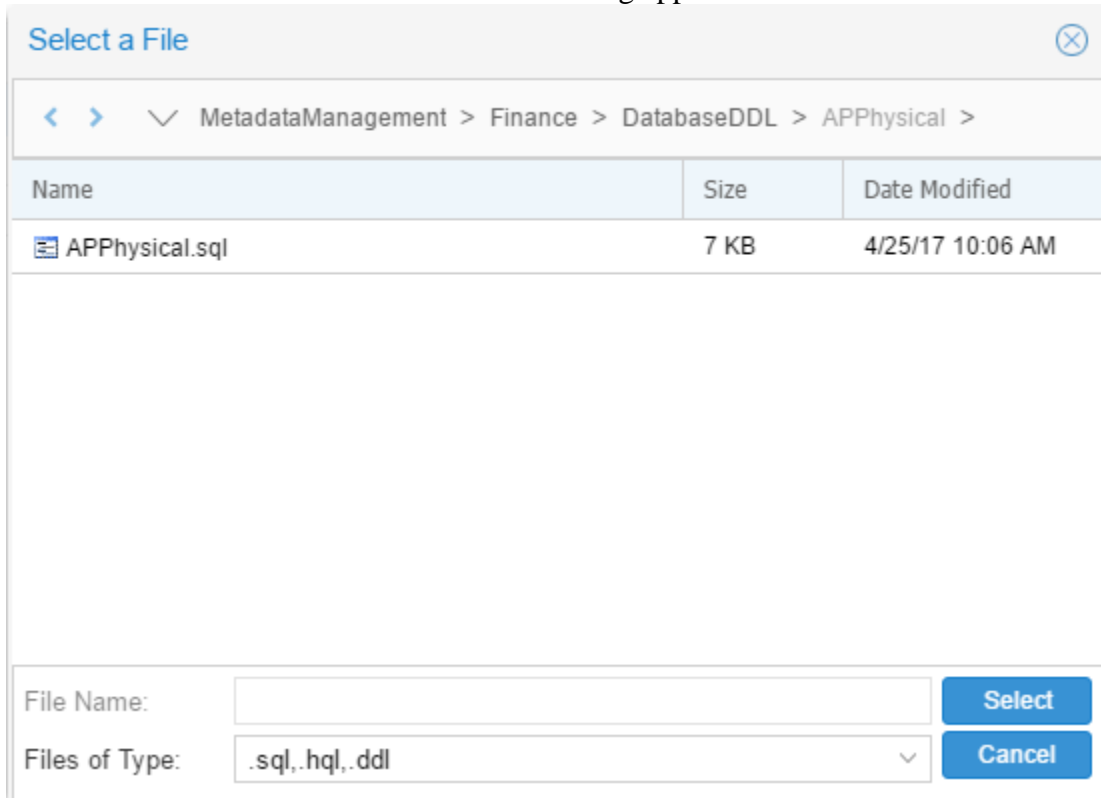 Select a File
MetadataManagement > Finance > DatabaseDDL > APPhysical >
Name Size Date Modified
APPhysical.sql 7 KB 4/25/17 10:06 AM
File Name: Select
Files of Type: .sql,.hql,.ddl Cancel